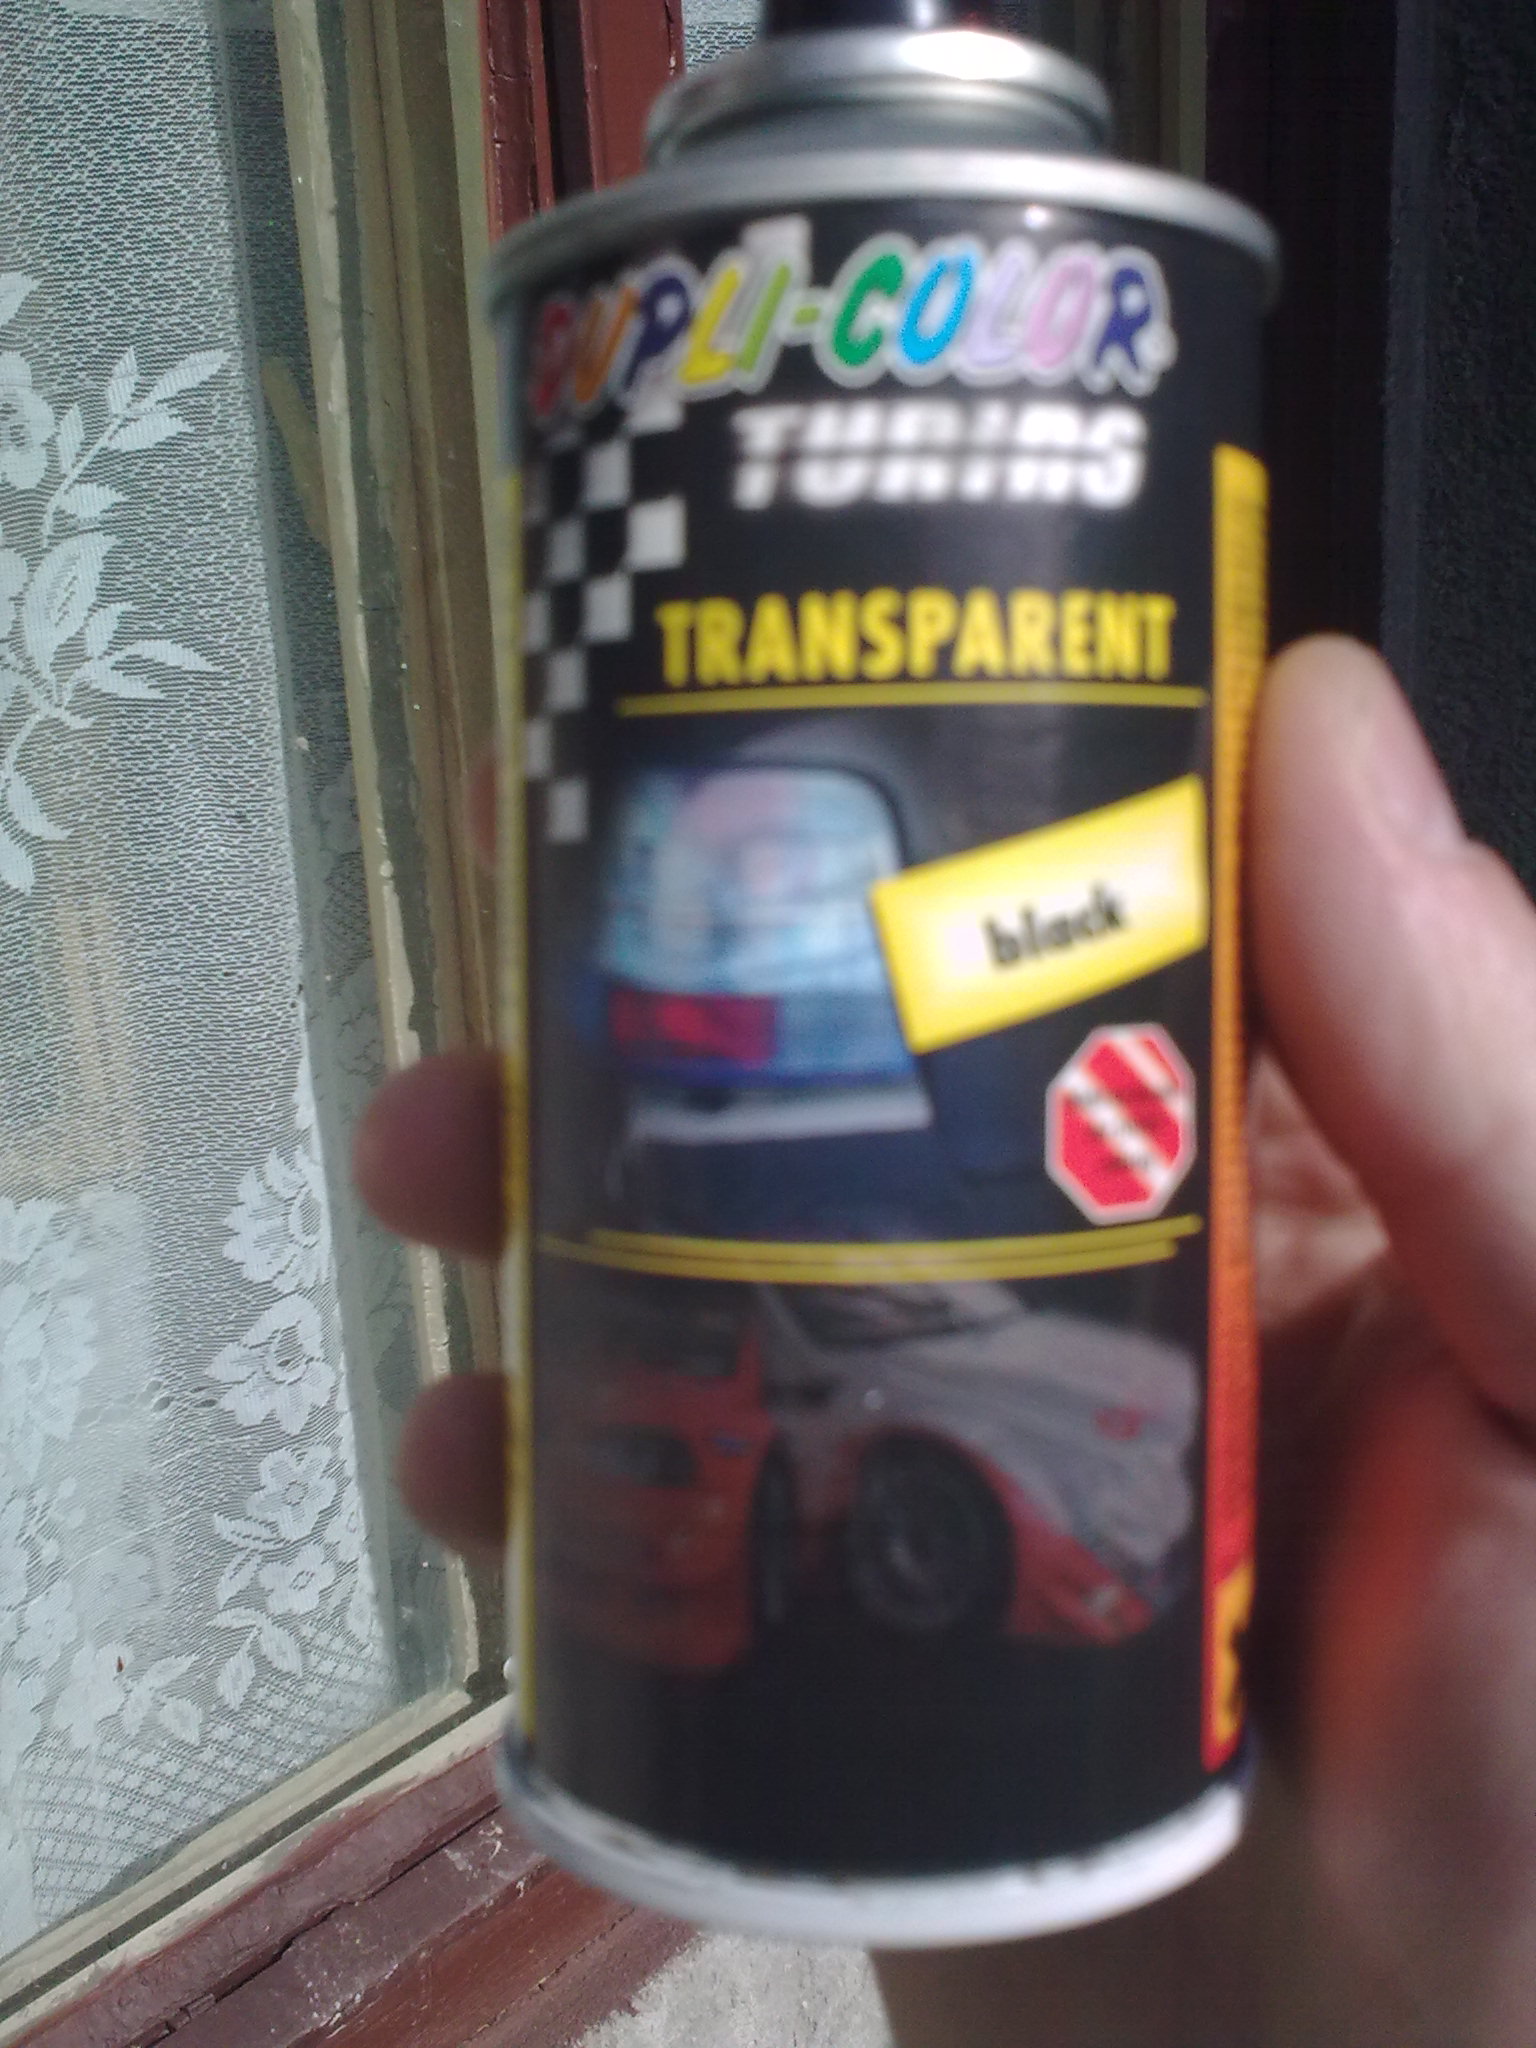 DUPLI-COLOR
TUNING
TRANSPARENT
black